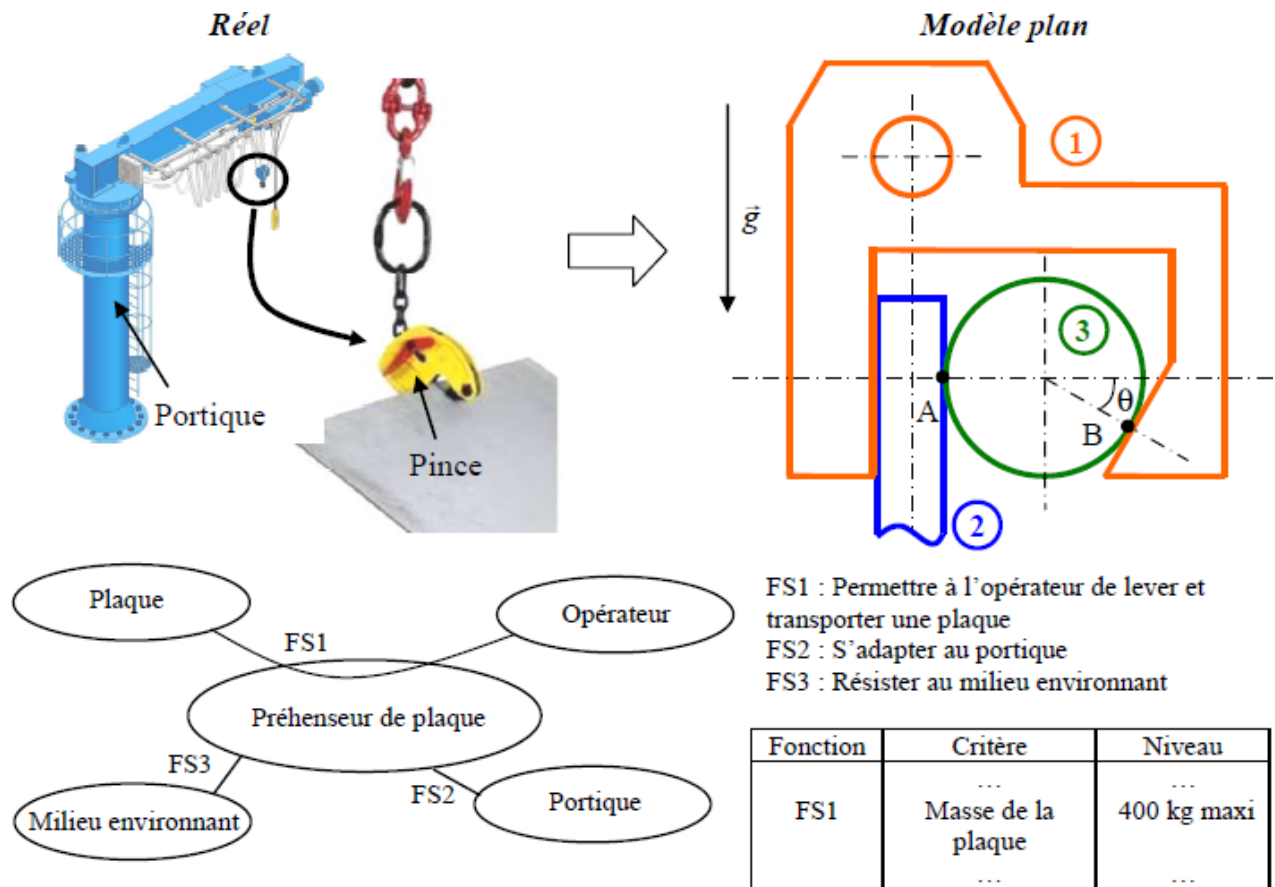 Réel
Modèle plan
Portique
Pince
1
g
3
A
θ
B
2
Plaque
Opérateur
FS1
Préhenseur de plaque
FS3
FS2
Milieu environnant
Portique
FS1 : Permettre à l’opérateur de lever et
transporter une plaque
FS2 : S’adapter au portique
FS3 : Résister au milieu environnant
Fonction Critère Niveau
… …
FS1 Masse de la 400 kg maxi
plaque
… …